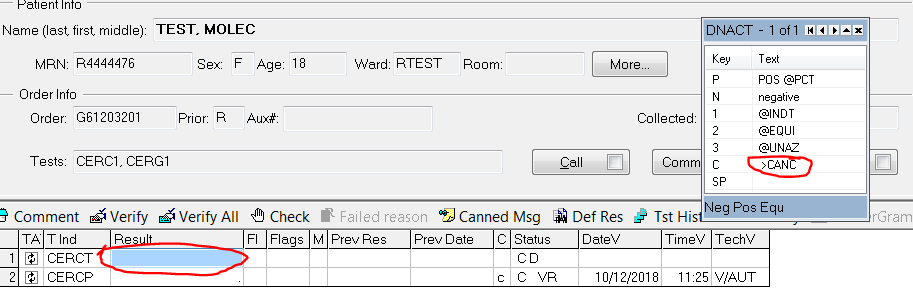 Patient Info
Name (last, first, middle): TEST, MOLEC
MRN: R4444476 Sex: F Age: 18 Ward: RTEST Room: More...
Order Info
Order: G61203201 Prior: R Aux#: Collected:
Tests: CERC1, CERG1 Call Comm
DNACT - 1 of 1
Key Text
P POS @PCT
N negative
1 @INDT
2 @EQUI
3 @UNAZ
C >CANC
SP
Neg Pos Equ
Comment Verify Verify All Check Failed reason Canned Msg Def Res Tst Hist erGram
TA T Ind Result Fl Flags M Prev Res Prev Date C Status DateV TimeV TechV
1 CERCT C D
2 CERCP . c C VR 10/12/2018 11:25 V/AUT